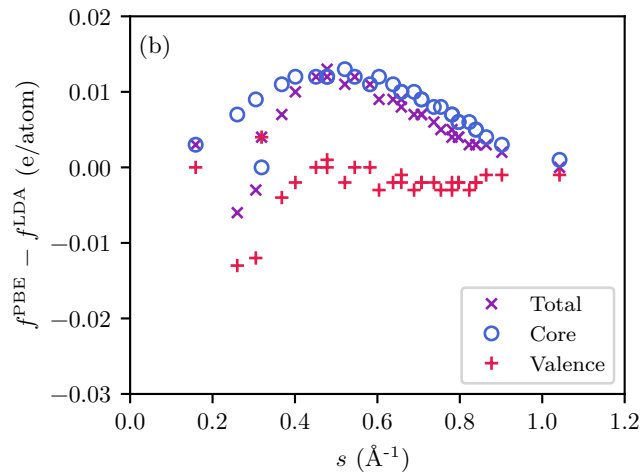 (b)
0.02
0.01
0.00
−0.01
−0.02
−0.03
f^PBE − f^LDA (e/atom)
Total
Core
Valence
0.0 0.2 0.4 0.6 0.8 1.0 1.2
s (Å⁻¹)